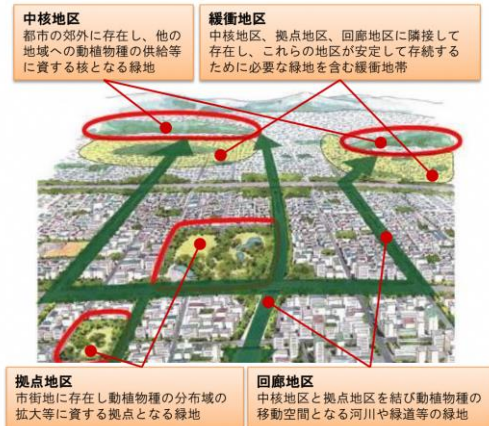 中核地区
都市の郊外に存在し、他の
地域への動植物種の供給等
に資する核となる緑地
緩衝地区
中核地区、拠点地区、回廊地区に隣接して
存在し、これらの地区が安定して存続する
ために必要な緑地を含む緩衝地帯
拠点地区
市街地に存在し動植物種の分布域の
拡大等に資する拠点となる緑地
回廊地区
中核地区と拠点地区を結び動植物種の
移動空間となる河川や緑道等の緑地